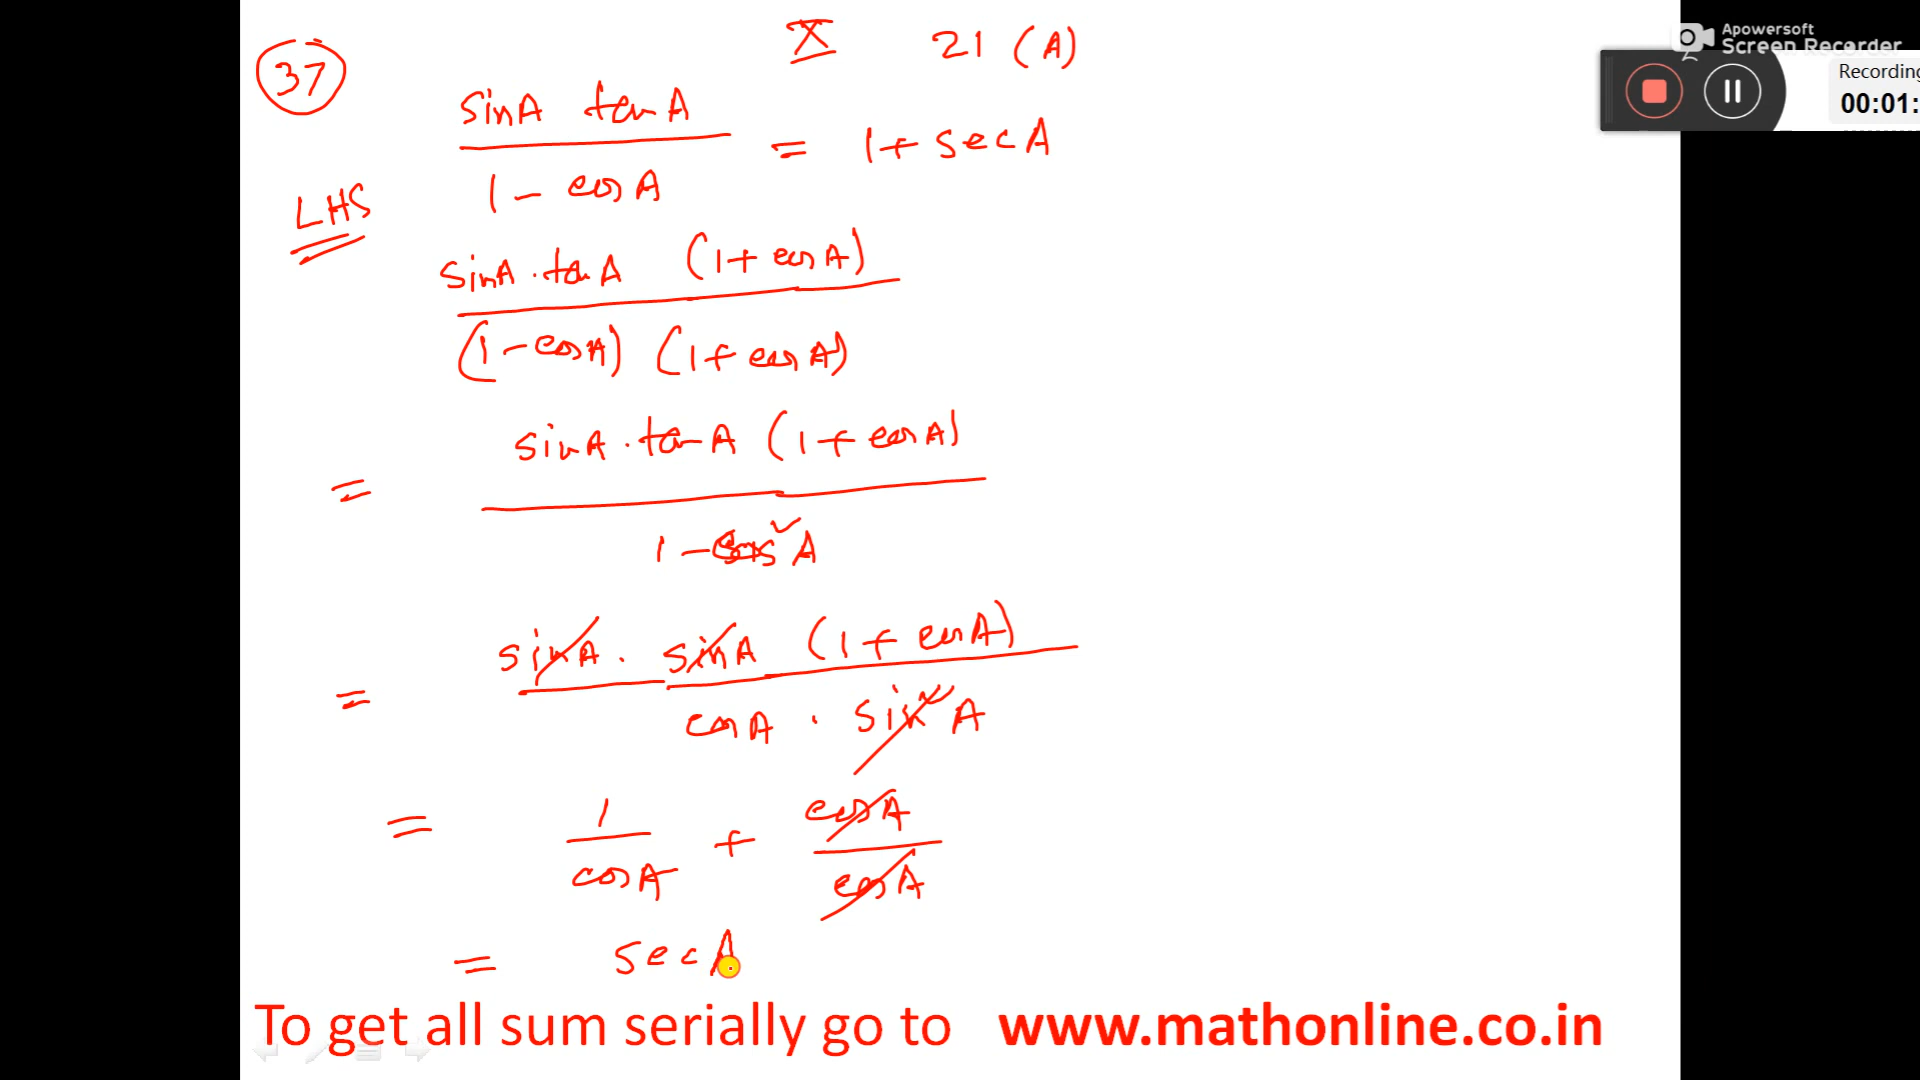 X 21 (A)
Apowersoft
Screen Recorder
Recording
00:01:
37
sinA tanA
= 1 + secA
1 - cosA
LHS
sinA . tanA (1 + cosA)
(1 - cosA) (1 + cosA)
sinA . tanA (1 + cosA)
=
1 - cos²A
sinA . sinA (1 + cosA)
=
cosA . sin²A
= 1 + cosA
cosA cosA
= secA
To get all sum serially go to www.mathonline.co.in